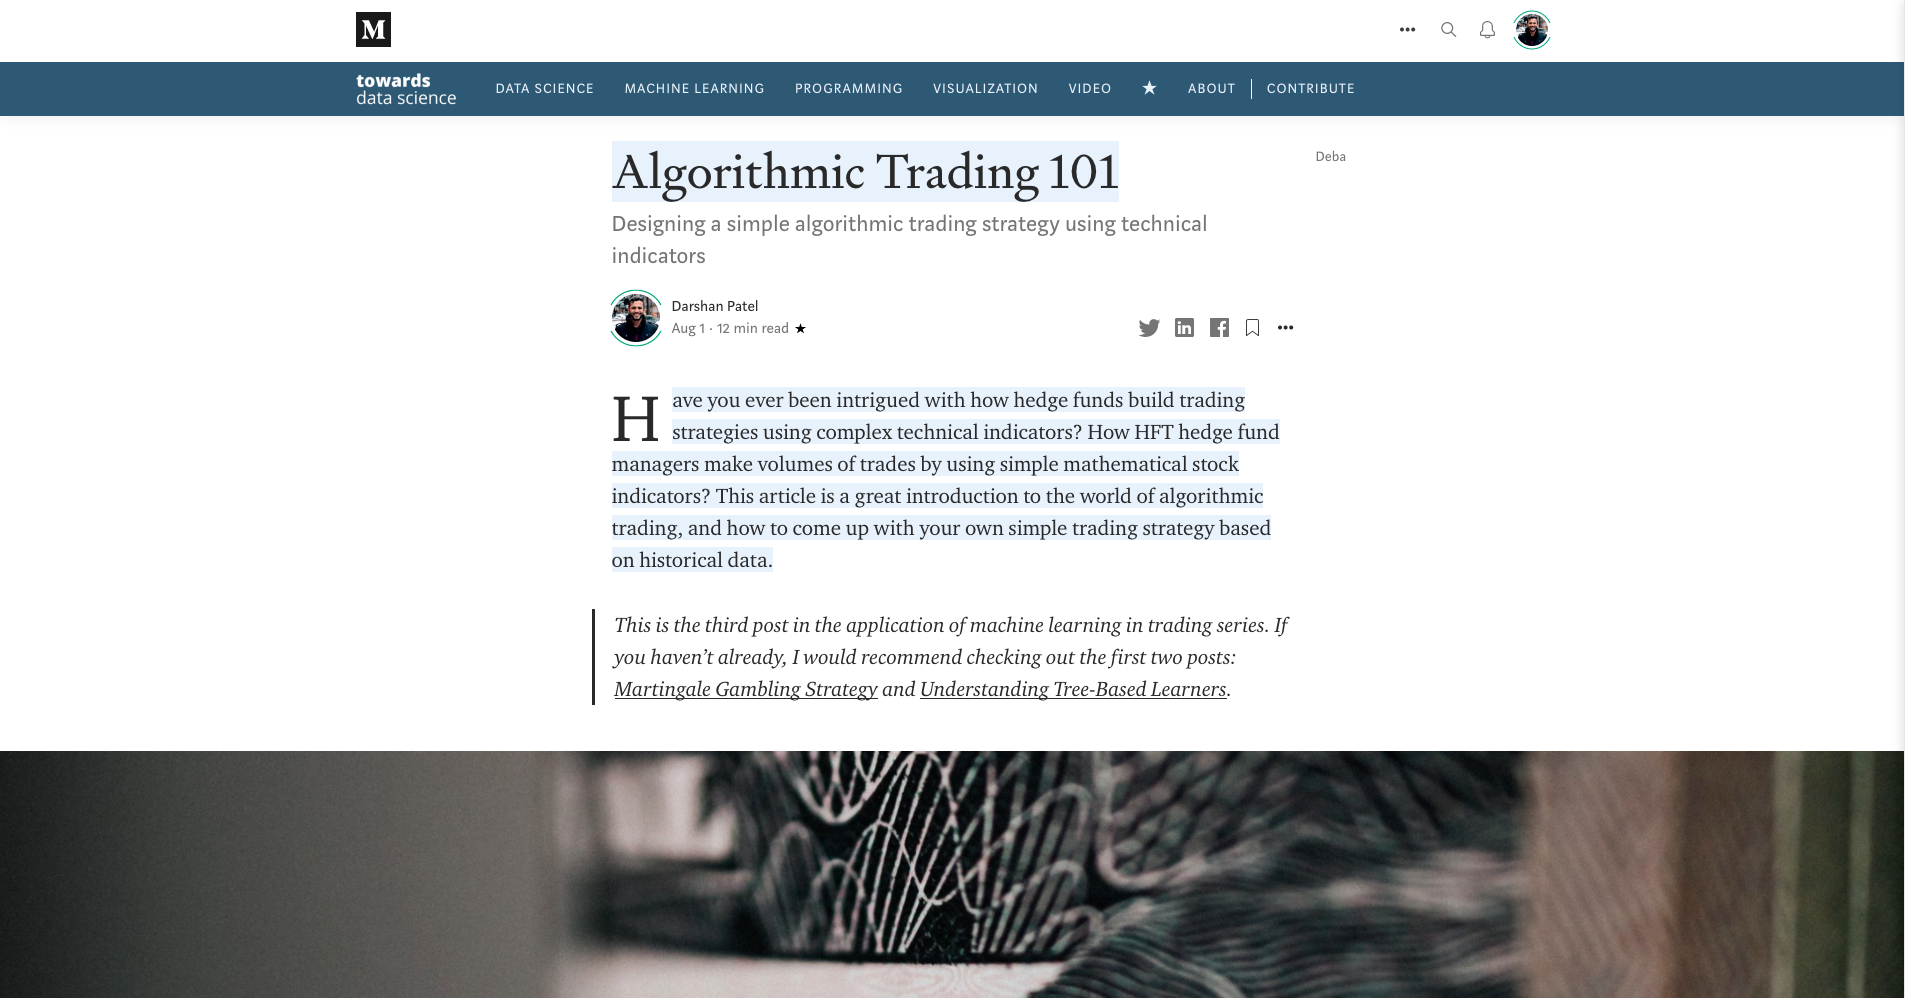 M
towards
data science
DATA SCIENCE MACHINE LEARNING PROGRAMMING VISUALIZATION VIDEO ★ ABOUT CONTRIBUTE
Algorithmic Trading 101
Deba
Designing a simple algorithmic trading strategy using technical
indicators
Darshan Patel
Aug 1 · 12 min read ★
Have you ever been intrigued with how hedge funds build trading
strategies using complex technical indicators? How HFT hedge fund
managers make volumes of trades by using simple mathematical stock
indicators? This article is a great introduction to the world of algorithmic
trading, and how to come up with your own simple trading strategy based
on historical data.
This is the third post in the application of machine learning in trading series. If
you haven’t already, I would recommend checking out the first two posts:
Martingale Gambling Strategy and Understanding Tree-Based Learners.